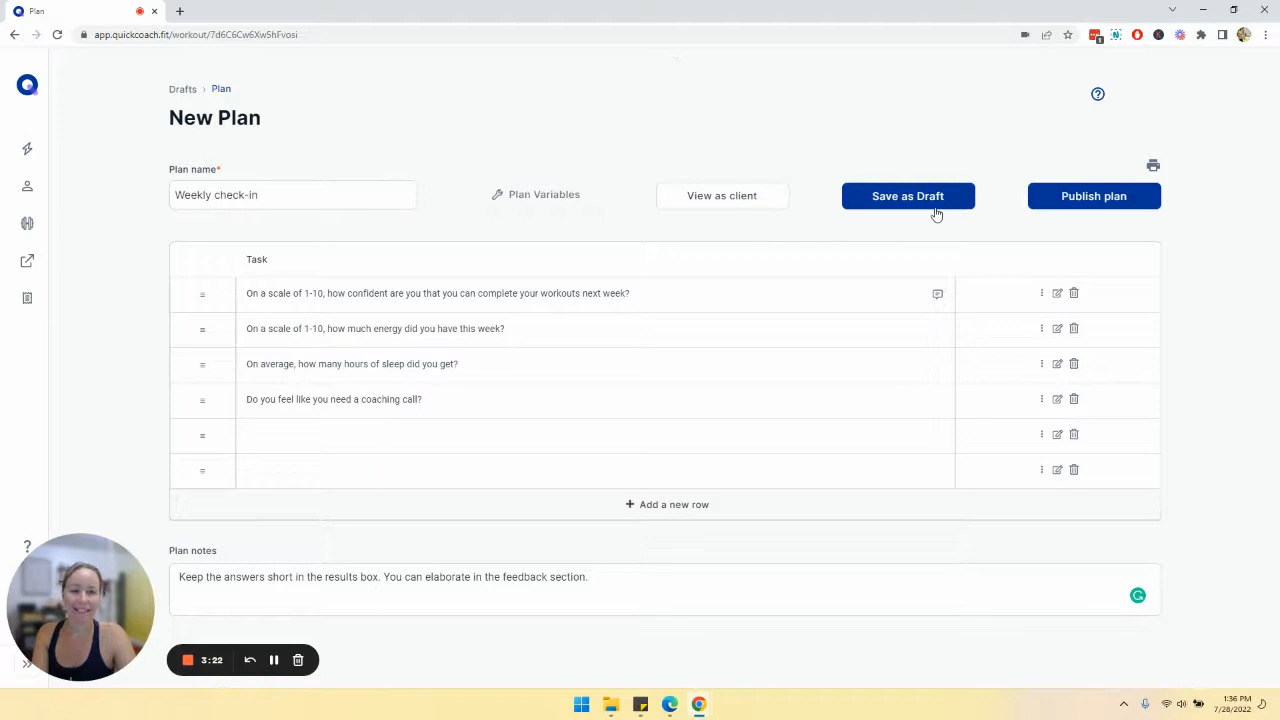 Plan
app.quickcoach.fit/workout/7d6C6Cw6Xw5hFvosi
Drafts › Plan
New Plan
Plan name*
Weekly check-in
Plan Variables
View as client
Save as Draft
Publish plan
Task
On a scale of 1-10, how confident are you that you can complete your workouts next week?
On a scale of 1-10, how much energy did you have this week?
On average, how many hours of sleep did you get?
Do you feel like you need a coaching call?
+ Add a new row
Plan notes
Keep the answers short in the results box. You can elaborate in the feedback section.
3:22
1:36 PM
7/28/2022